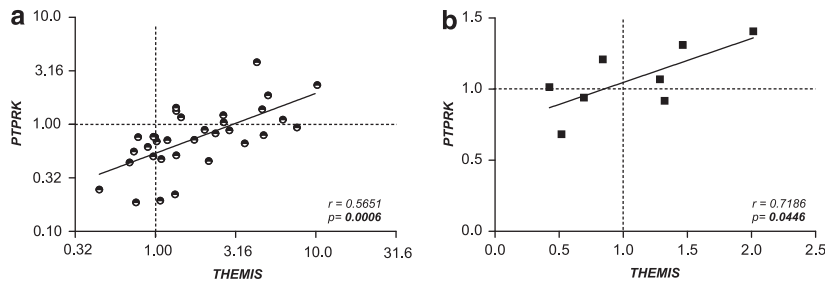 a
10.0
3.16
1.00
0.32
0.10
PTPRK
0.32 1.00 3.16 10.0 31.6
THEMIS
r = 0.5651
p= 0.0006
b
1.5
1.0
0.5
0.0
PTPRK
0.0 0.5 1.0 1.5 2.0 2.5
THEMIS
r = 0.7186
p= 0.0446